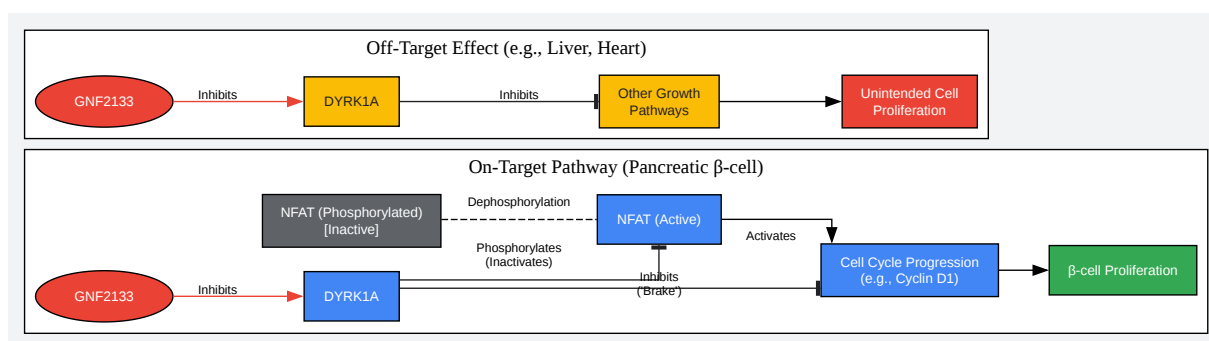 Off-Target Effect (e.g., Liver, Heart)
GNF2133
Inhibits
DYRK1A
Inhibits
Other Growth
Pathways
Unintended Cell
Proliferation
On-Target Pathway (Pancreatic β-cell)
NFAT (Phosphorylated)
[Inactive]
Dephosphorylation
NFAT (Active)
Phosphorylates
(Inactivates)
Activates
GNF2133
Inhibits
DYRK1A
Inhibits
('Brake')
Cell Cycle Progression
(e.g., Cyclin D1)
β-cell Proliferation